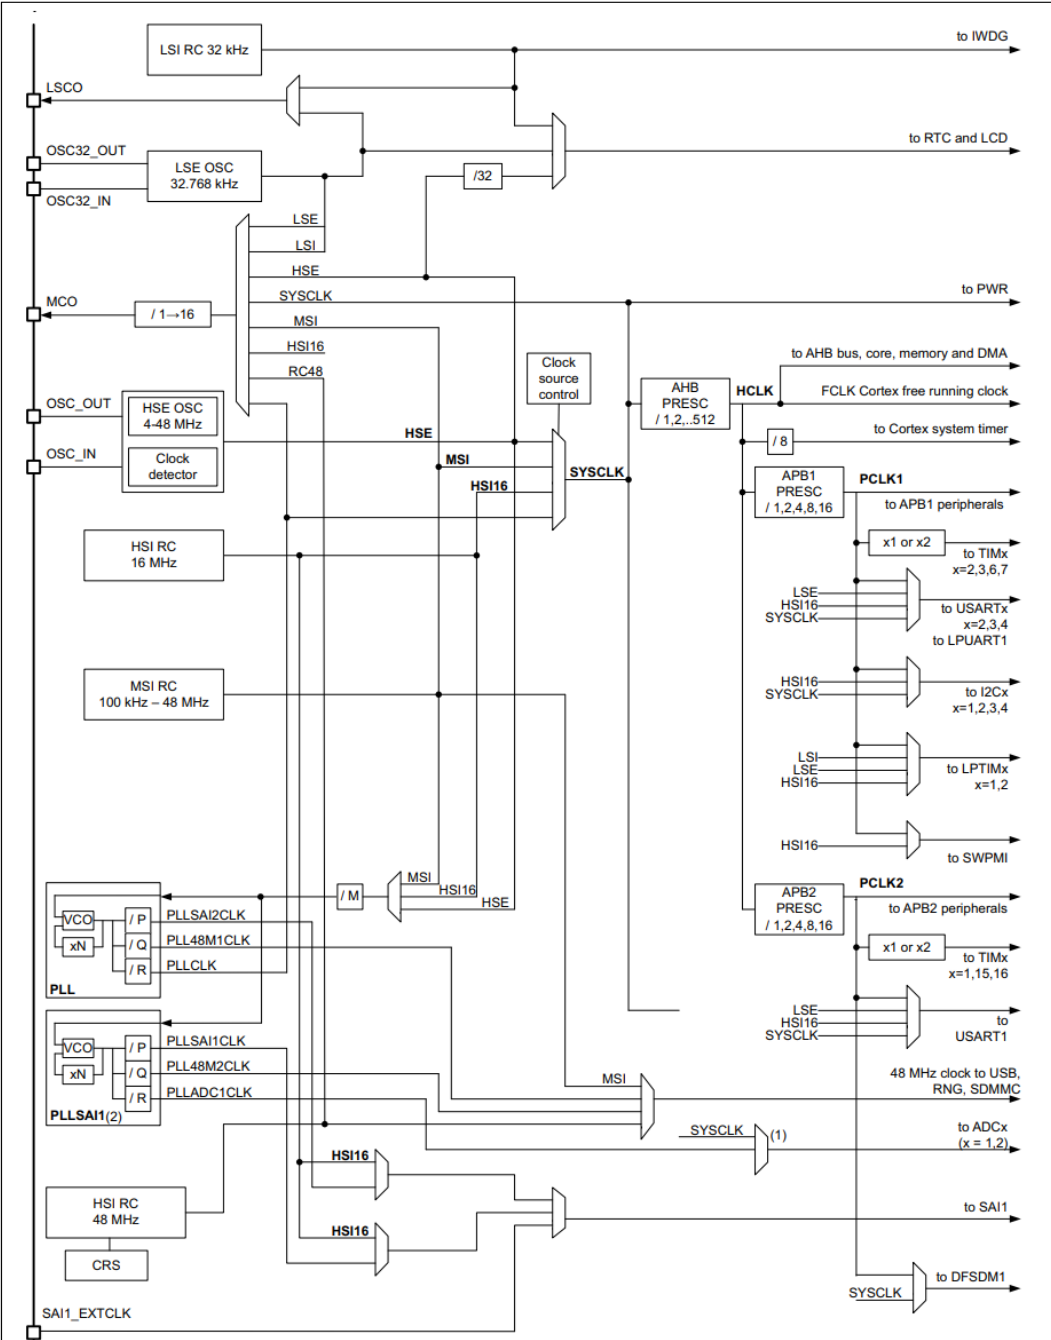 LSI RC 32 kHz
to IWDG
LSCO
OSC32_OUT
to RTC and LCD
LSE OSC
32.768 kHz
/32
OSC32_IN
LSE
LSI
HSE
SYSCLK
to PWR
MCO
/ 1→16
MSI
HSI16
RC48
Clock
source
control
to AHB bus, core, memory and DMA
AHB
PRESC
/ 1,2,..512
HCLK
FCLK Cortex free running clock
OSC_OUT
HSE OSC
4-48 MHz
HSE
/ 8
to Cortex system timer
OSC_IN
Clock
detector
MSI
HSI16
SYSCLK
APB1
PRESC
/ 1,2,4,8,16
PCLK1
to APB1 peripherals
HSI RC
16 MHz
x1 or x2
to TIMx
x=2,3,6,7
LSE
HSI16
SYSCLK
to USARTx
x=2,3,4
to LPUART1
MSI RC
100 kHz – 48 MHz
HSI16
SYSCLK
to I2Cx
x=1,2,3,4
LSI
LSE
HSI16
to LPTIMx
x=1,2
HSI16
to SWPMI
MSI
HSI16
HSE
/ M
APB2
PRESC
/ 1,2,4,8,16
PCLK2
to APB2 peripherals
VCO
xN
/ P
/ Q
/ R
PLLSAI2CLK
PLL48M1CLK
PLLCLK
PLL
x1 or x2
to TIMx
x=1,15,16
LSE
HSI16
SYSCLK
to
USART1
VCO
xN
/ P
/ Q
/ R
PLLSAI1CLK
PLL48M2CLK
PLLADC1CLK
PLLSAI1(2)
MSI
48 MHz clock to USB,
RNG, SDMMC
SYSCLK
(1)
to ADCx
(x = 1,2)
HSI16
HSI RC
48 MHz
to SAI1
HSI16
CRS
to DFSDM1
SYSCLK
SAI1_EXTCLK